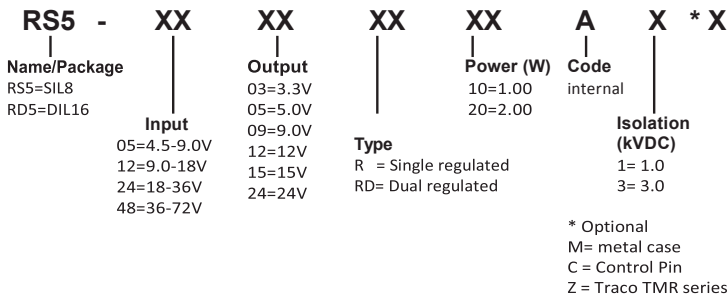 RS5 - XX XX XX XX A X * X
Name/Package
RS5=SIL8
RD5=DIL16
Input
05=4.5-9.0V
12=9.0-18V
24=18-36V
48=36-72V
Output
03=3.3V
05=5.0V
09=9.0V
12=12V
15=15V
24=24V
Type
R = Single regulated
RD= Dual regulated
Power (W)
10=1.00
20=2.00
Code
internal
Isolation
(kVDC)
1= 1.0
3= 3.0
* Optional
M= metal case
C = Control Pin
Z = Traco TMR series